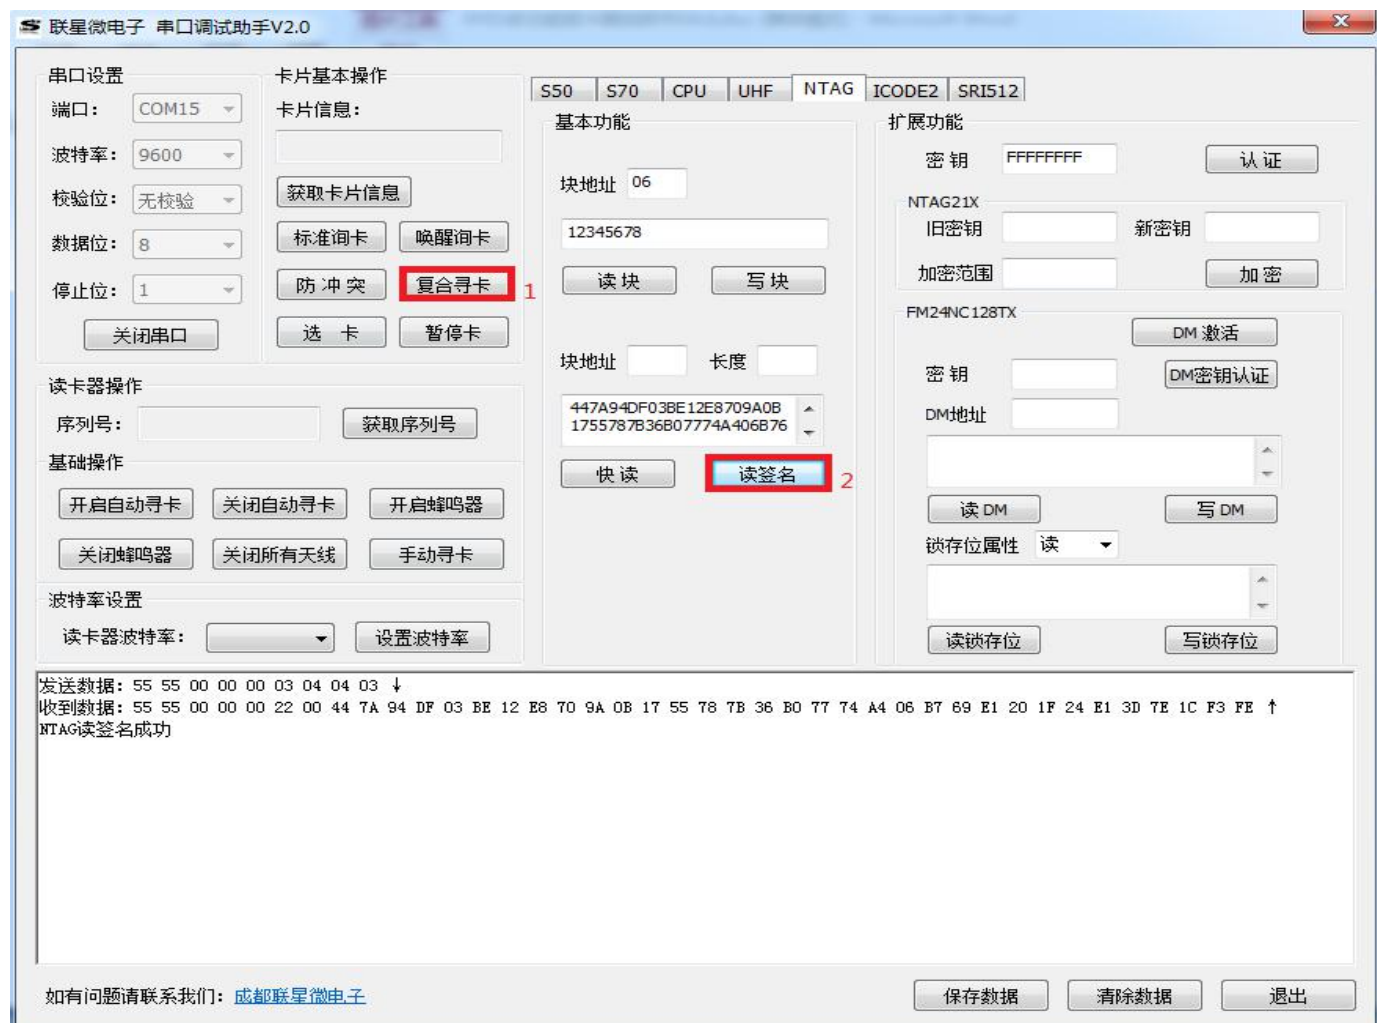 联星微电子 串口调试助手V2.0
串口设置
端口： COM15
波特率： 9600
校验位： 无校验
数据位： 8
停止位： 1
关闭串口
卡片基本操作
卡片信息：
获取卡片信息
标准询卡 唤醒询卡
防 冲 突 复合寻卡 1
选 卡 暂停卡
读卡器操作
序列号： 获取序列号
基础操作
开启自动寻卡 关闭自动寻卡 开启蜂鸣器
关闭蜂鸣器 关闭所有天线 手动寻卡
波特率设置
读卡器波特率： 设置波特率
S50 S70 CPU UHF NTAG ICODE2 SRI512
基本功能
块地址 06
12345678
读 块 写 块
块地址 长度
447A94DF03BE12E8709A0B
1755787B36B07774A406B76
快 读 读签名 2
扩展功能
密 钥 FFFFFFFF 认 证
NTAG21X
旧密钥 新密钥
加密范围 加 密
FM24NC128TX
DM 激活
密 钥 DM密钥认证
DM地址
读 DM 写 DM
锁存位属性 读
读锁存位 写锁存位
发送数据：55 55 00 00 00 03 04 04 03 ↓
收到数据：55 55 00 00 00 22 00 44 7A 94 DF 03 BE 12 E8 70 9A 0B 17 55 78 7B 36 B0 77 74 A4 06 B7 69 E1 20 1F 24 E1 3D 7E 1C F3 FE ↑
NTAG读签名成功
如有问题请联系我们：成都联星微电子
保存数据 清除数据 退出